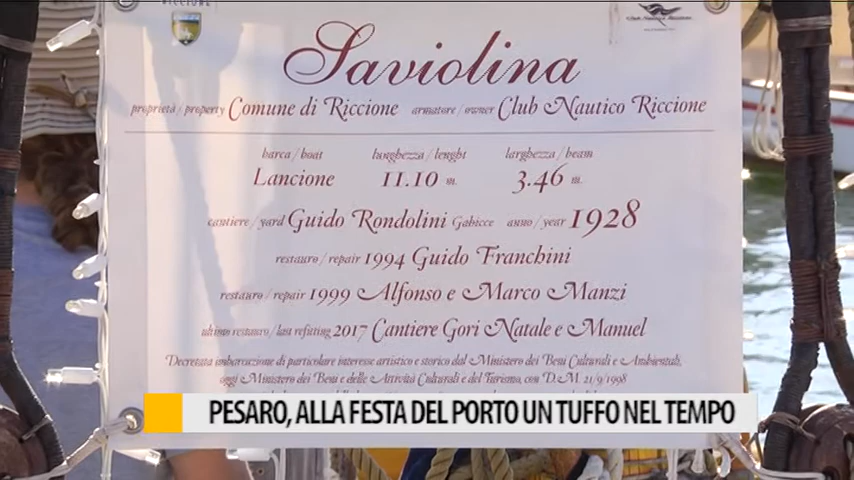 RICCIONE
Club Nautico Riccione
Saviolina
proprietà / property Comune di Riccione armatore / owner Club Nautico Riccione
barca / boat lunghezza / lenght larghezza / beam
Lancione 11.10 m. 3.46 m.
cantiere / yard Guido Rondolini Gabicce anno / year 1928
restauro / repair 1994 Guido Franchini
restauro / repair 1999 Alfonso e Marco Manzi
ultimo restauro / last refitting 2017 Cantiere Gori Natale e Manuel
Decretata imbarcazione di particolare interesse artistico e storico dal Ministero dei Beni Culturali e Ambientali,
oggi Ministero dei Beni e delle Attività Culturali e del Turismo, con D.M. 21/9/1998
PESARO, ALLA FESTA DEL PORTO UN TUFFO NEL TEMPO